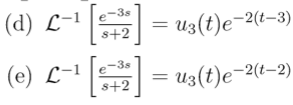 (d) 𝓛⁻¹ [e^{-3s}/(s+2)] = u₃(t)e^{-2(t-3)}
(e) 𝓛⁻¹ [e^{-3s}/(s+2)] = u₃(t)e^{-2(t-2)}